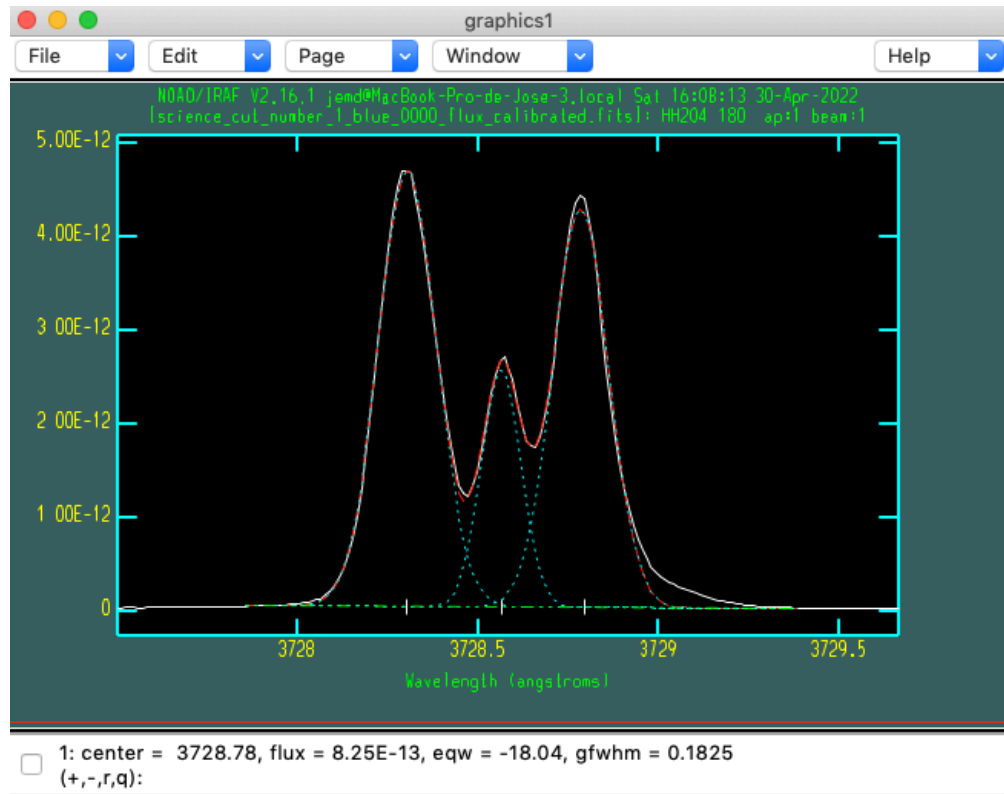 graphics1
File Edit Page Window Help
NOAO/IRAF V2.16.1 jemd@MacBook-Pro-de-Jose-3.local Sat 16:08:13 30-Apr-2022
[science_cut_number_1_blue_0000_flux_calibrated.fits]: HH204 180 ap:1 beam:1
5.00E-12
4.00E-12
3 00E-12
2 00E-12
1 00E-12
0
3728 3728.5 3729 3729.5
Wavelength (angstroms)
1: center = 3728.78, flux = 8.25E-13, eqw = -18.04, gfwhm = 0.1825
(+,-,r,q):